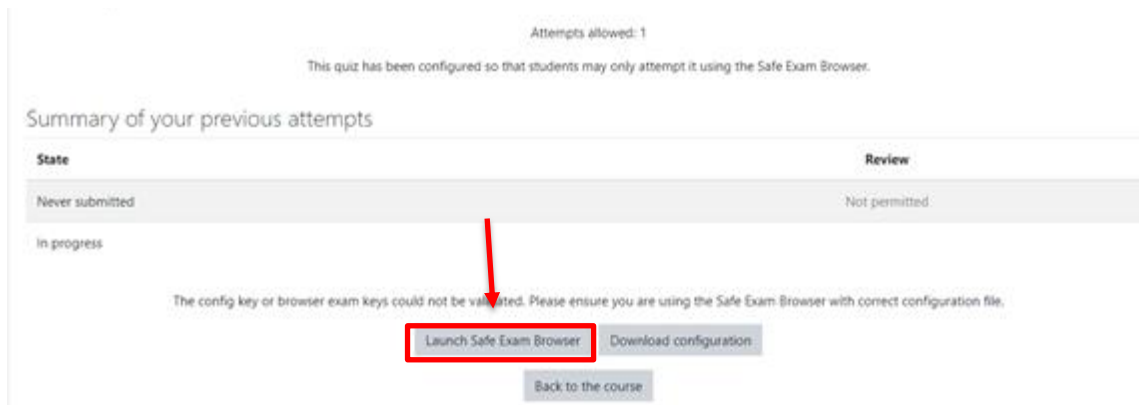 Attempts allowed: 1
This quiz has been configured so that students may only attempt it using the Safe Exam Browser.
Summary of your previous attempts
State Review
Never submitted Not permitted
In progress
The config key or browser exam keys could not be validated. Please ensure you are using the Safe Exam Browser with correct configuration file.
Launch Safe Exam Browser Download configuration
Back to the course